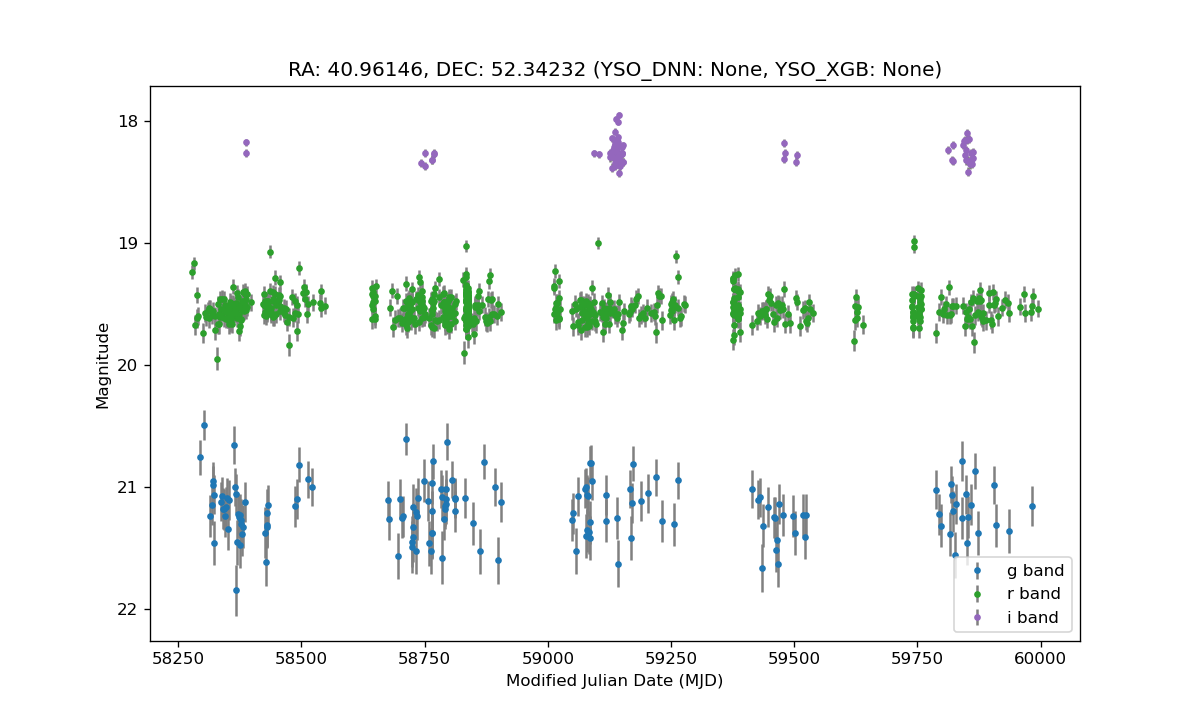 RA: 40.96146, DEC: 52.34232 (YSO_DNN: None, YSO_XGB: None)
18
19
20
21
22
Magnitude
58250 58500 58750 59000 59250 59500 59750 60000
Modified Julian Date (MJD)
g band
r band
i band